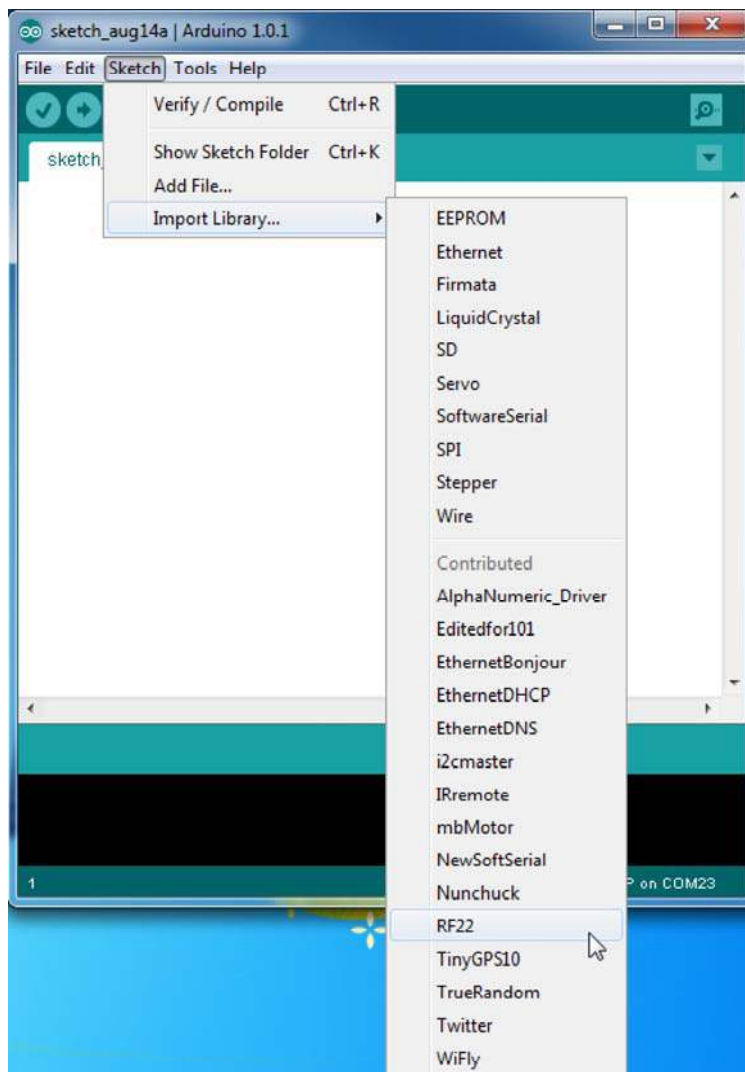 sketch_aug14a | Arduino 1.0.1
File Edit Sketch Tools Help
Verify / Compile Ctrl+R
sketch_
Show Sketch Folder Ctrl+K
Add File...
Import Library...
EEPROM
Ethernet
Firmata
LiquidCrystal
SD
Servo
SoftwareSerial
SPI
Stepper
Wire
Contributed
AlphaNumeric_Driver
Editedfor101
EthernetBonjour
EthernetDHCP
EthernetDNS
i2cmaster
IRremote
mbMotor
NewSoftSerial
Nunchuck
RF22
TinyGPS10
TrueRandom
Twitter
WiFly
1
P on COM23